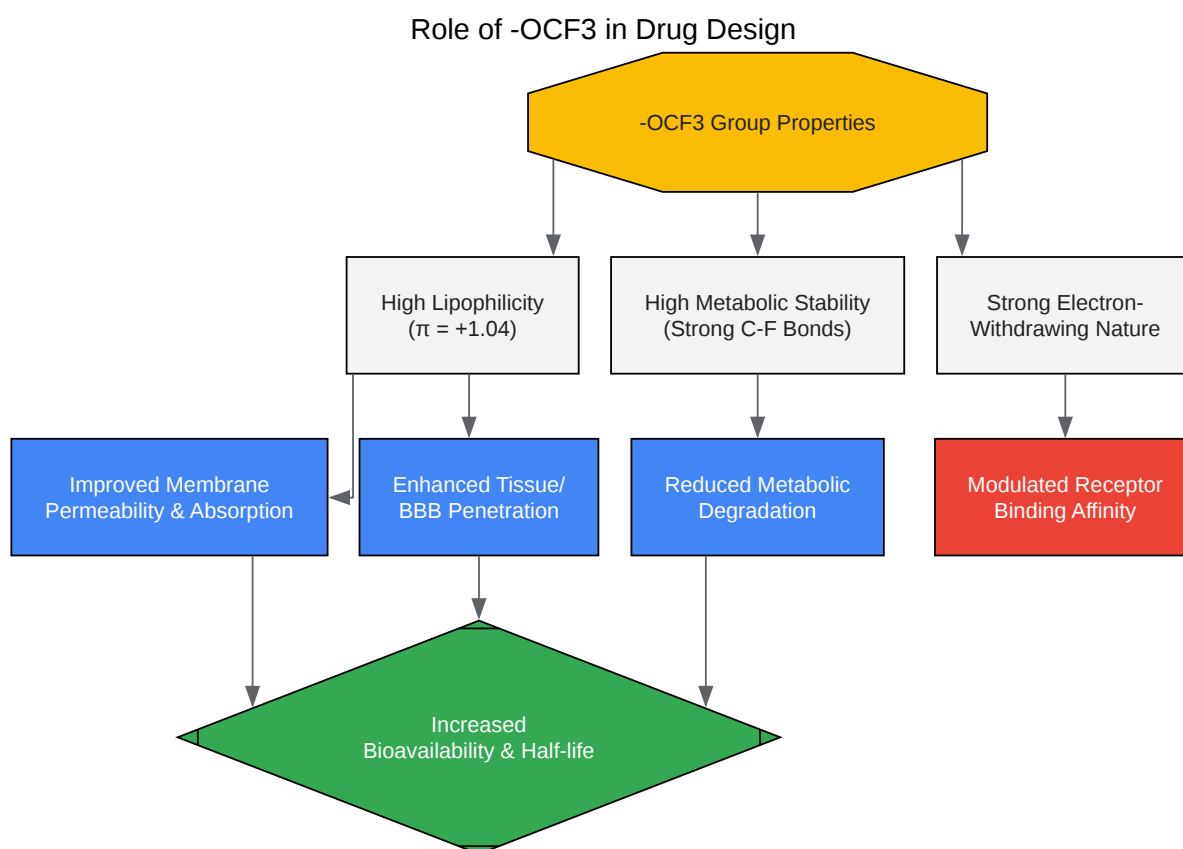 Role of -OCF3 in Drug Design
-OCF3 Group Properties
High Lipophilicity
(π = +1.04)
High Metabolic Stability
(Strong C-F Bonds)
Strong Electron-
Withdrawing Nature
Improved Membrane
Permeability & Absorption
Enhanced Tissue/
BBB Penetration
Reduced Metabolic
Degradation
Modulated Receptor
Binding Affinity
Increased
Bioavailability & Half-life